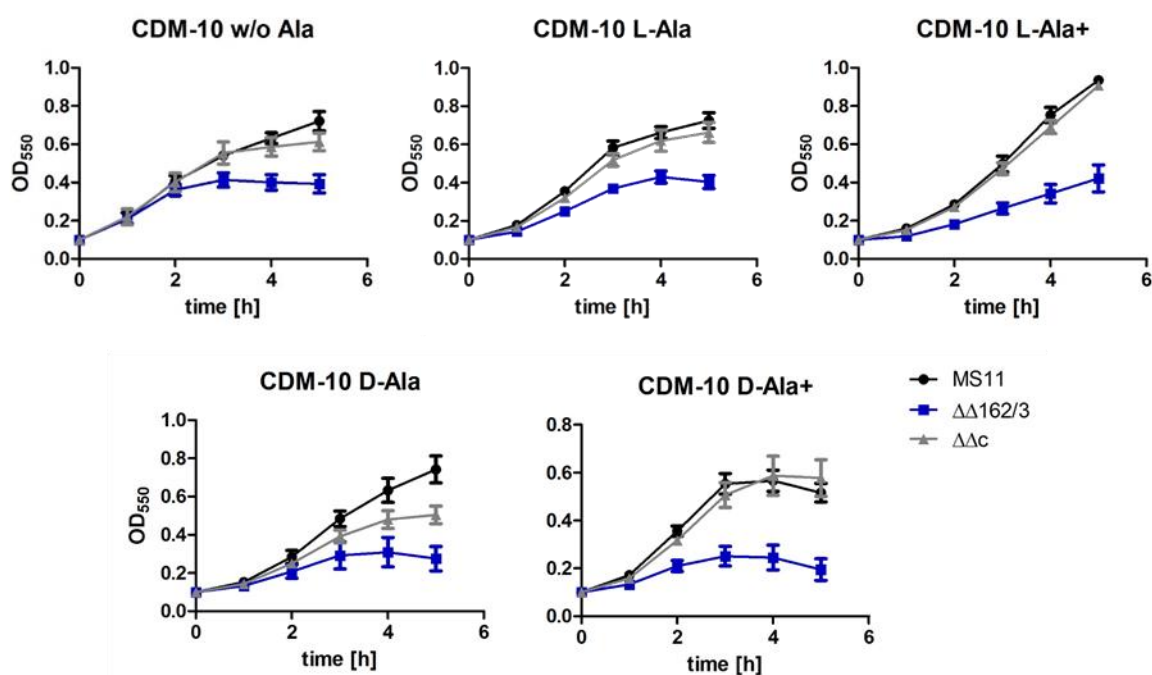 CDM-10 w/o Ala
CDM-10 L-Ala
CDM-10 L-Ala+
OD550
1.0
0.8
0.6
0.4
0.2
0.0
0 2 4 6
time [h]
OD550
1.0
0.8
0.6
0.4
0.2
0.0
0 2 4 6
time [h]
OD550
1.0
0.8
0.6
0.4
0.2
0.0
0 2 4 6
time [h]
CDM-10 D-Ala
CDM-10 D-Ala+
OD550
1.0
0.8
0.6
0.4
0.2
0.0
0 2 4 6
time [h]
OD550
0.8
0.6
0.4
0.2
0.0
0 2 4 6
time [h]
MS11
ΔΔ162/3
ΔΔc